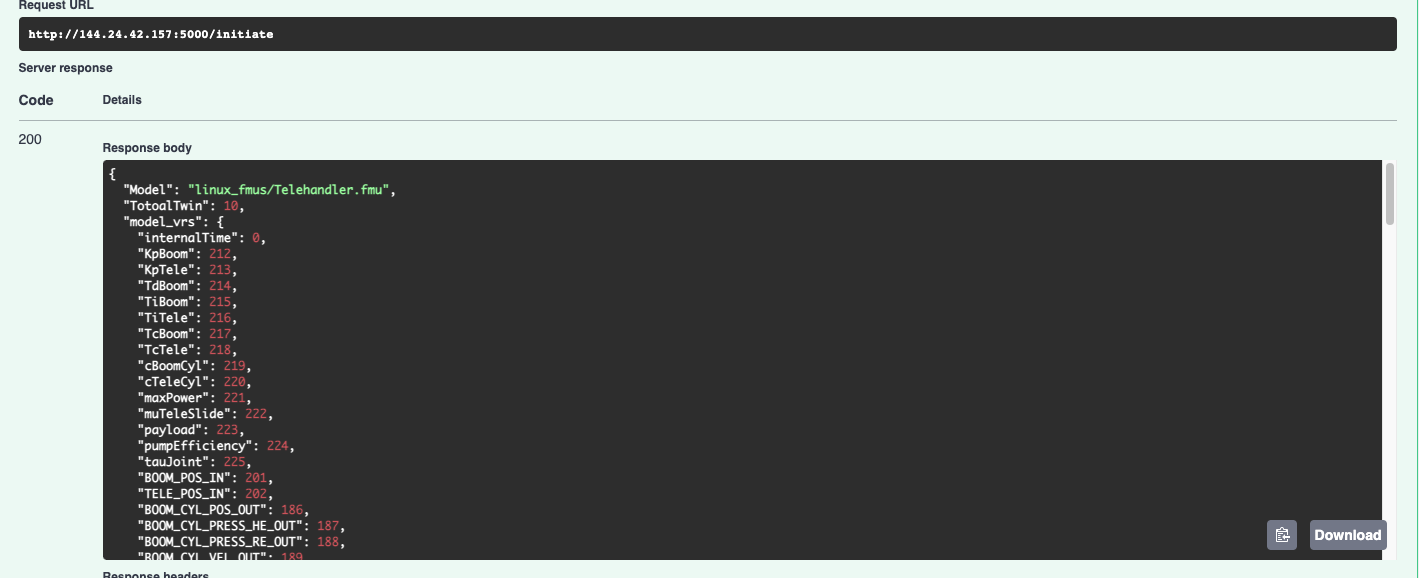 Request URL
http://144.24.42.157:5000/initiate
Server response
Code Details
200
Response body
{
  "Model": "linux_fmus/Telehandler.fmu",
  "TotoalTwin": 10,
  "model_vrs": {
    "internalTime": 0,
    "KpBoom": 212,
    "KpTele": 213,
    "TdBoom": 214,
    "TiBoom": 215,
    "TiTele": 216,
    "TcBoom": 217,
    "TcTele": 218,
    "cBoomCyl": 219,
    "cTeleCyl": 220,
    "maxPower": 221,
    "muTeleSlide": 222,
    "payload": 223,
    "pumpEfficiency": 224,
    "tauJoint": 225,
    "BOOM_POS_IN": 201,
    "TELE_POS_IN": 202,
    "BOOM_CYL_POS_OUT": 186,
    "BOOM_CYL_PRESS_HE_OUT": 187,
    "BOOM_CYL_PRESS_RE_OUT": 188,
    "BOOM_CYL_VEL_OUT": 189
Download
Response headers